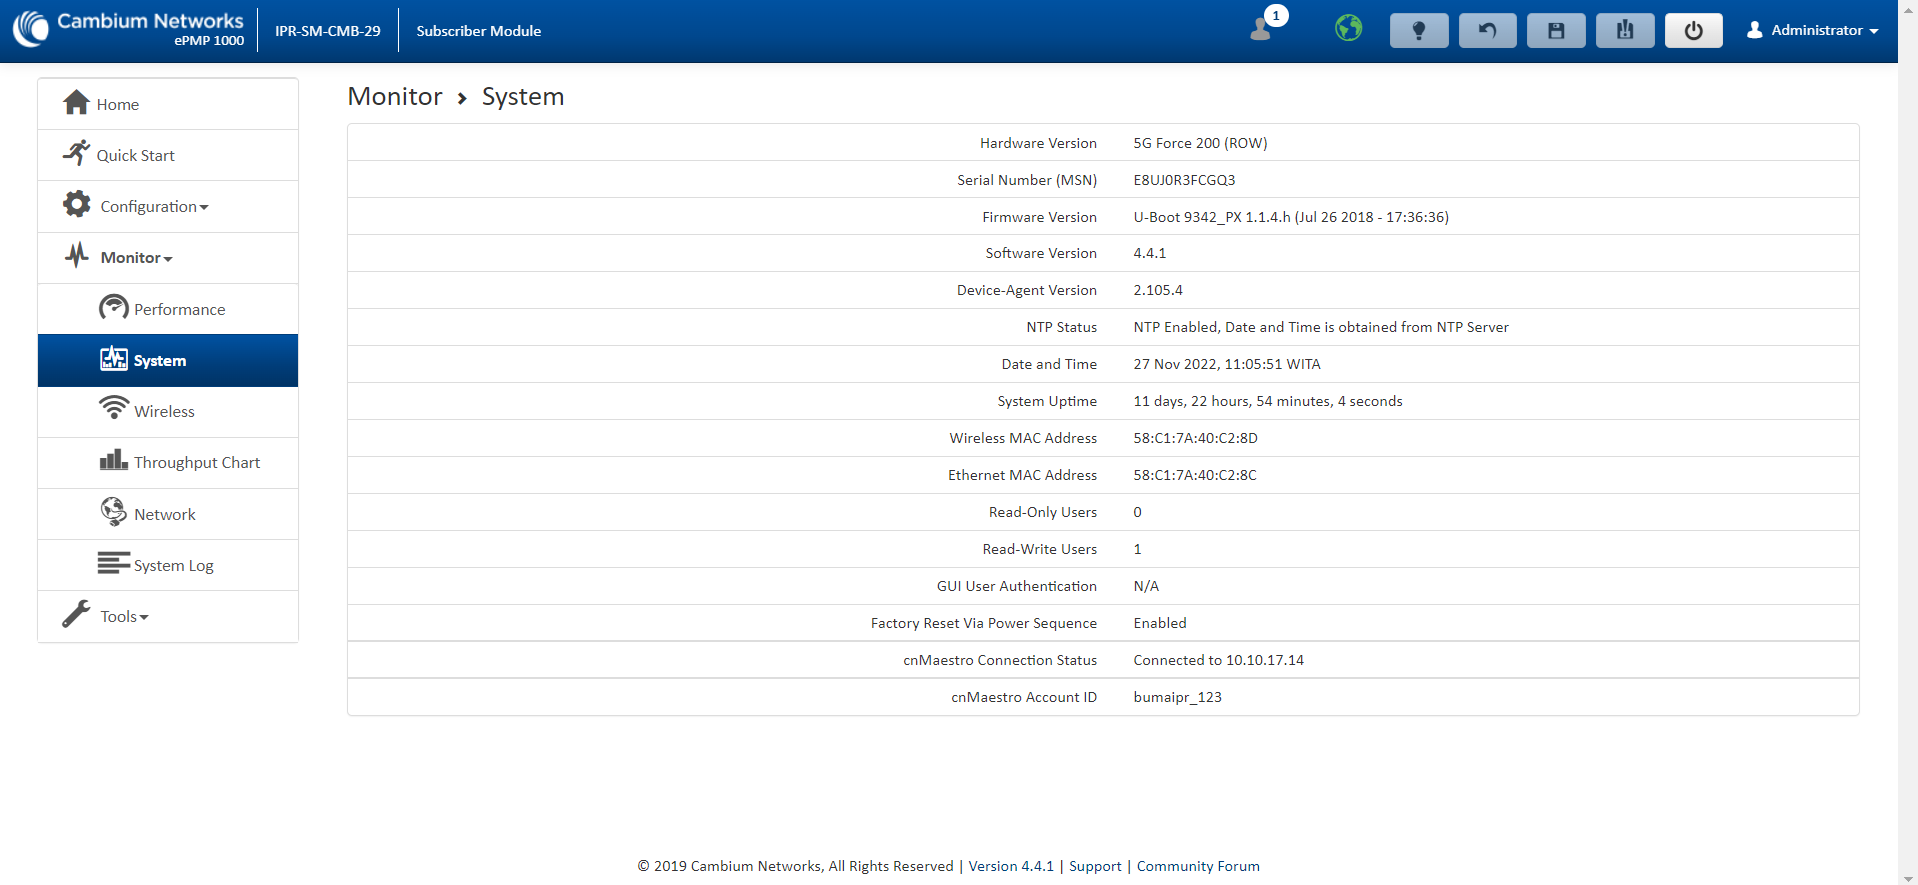 Cambium Networks
ePMP 1000
IPR-SM-CMB-29
Subscriber Module
1
Administrator
Home
Quick Start
Configuration
Monitor
Performance
System
Wireless
Throughput Chart
Network
System Log
Tools
Monitor > System
Hardware Version 5G Force 200 (ROW)
Serial Number (MSN) E8UJ0R3FCGQ3
Firmware Version U-Boot 9342_PX 1.1.4.h (Jul 26 2018 - 17:36:36)
Software Version 4.4.1
Device-Agent Version 2.105.4
NTP Status NTP Enabled, Date and Time is obtained from NTP Server
Date and Time 27 Nov 2022, 11:05:51 WITA
System Uptime 11 days, 22 hours, 54 minutes, 4 seconds
Wireless MAC Address 58:C1:7A:40:C2:8D
Ethernet MAC Address 58:C1:7A:40:C2:8C
Read-Only Users 0
Read-Write Users 1
GUI User Authentication N/A
Factory Reset Via Power Sequence Enabled
cnMaestro Connection Status Connected to 10.10.17.14
cnMaestro Account ID bumaipr_123
© 2019 Cambium Networks, All Rights Reserved | Version 4.4.1 | Support | Community Forum